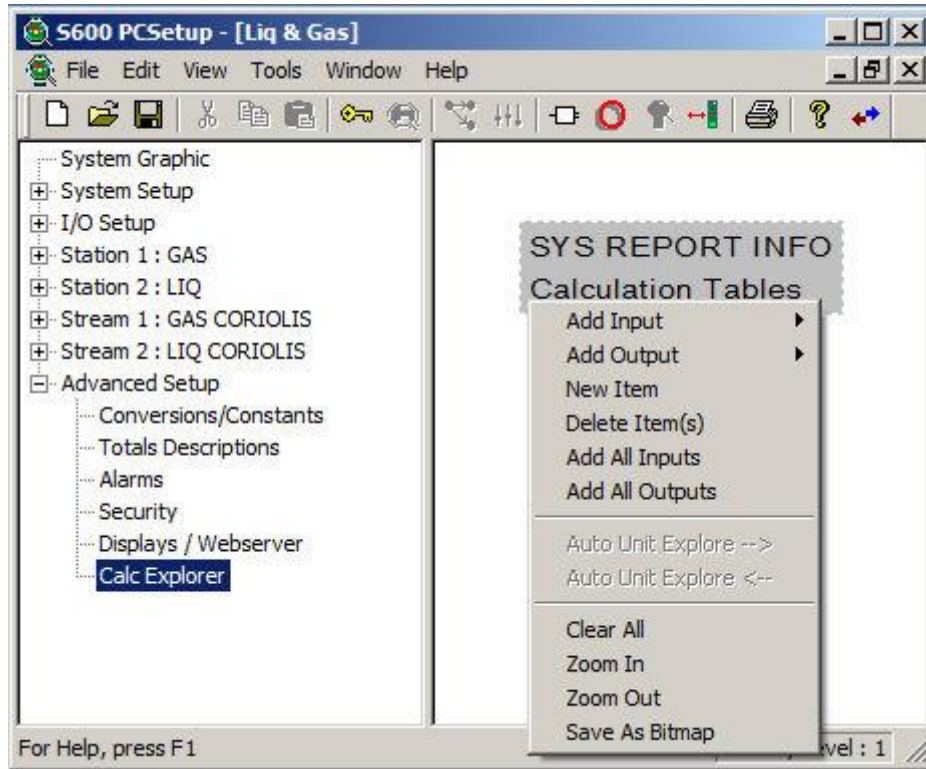 S600 PCSetup - [Liq & Gas]
File Edit View Tools Window Help
System Graphic
System Setup
I/O Setup
Station 1 : GAS
Station 2 : LIQ
Stream 1 : GAS CORIOLIS
Stream 2 : LIQ CORIOLIS
Advanced Setup
Conversions/Constants
Totals Descriptions
Alarms
Security
Displays / Webserver
Calc Explorer
SYS REPORT INFO
Calculation Tables
Add Input
Add Output
New Item
Delete Item(s)
Add All Inputs
Add All Outputs
Auto Unit Explore -->
Auto Unit Explore <--
Clear All
Zoom In
Zoom Out
Save As Bitmap
For Help, press F1
vel : 1